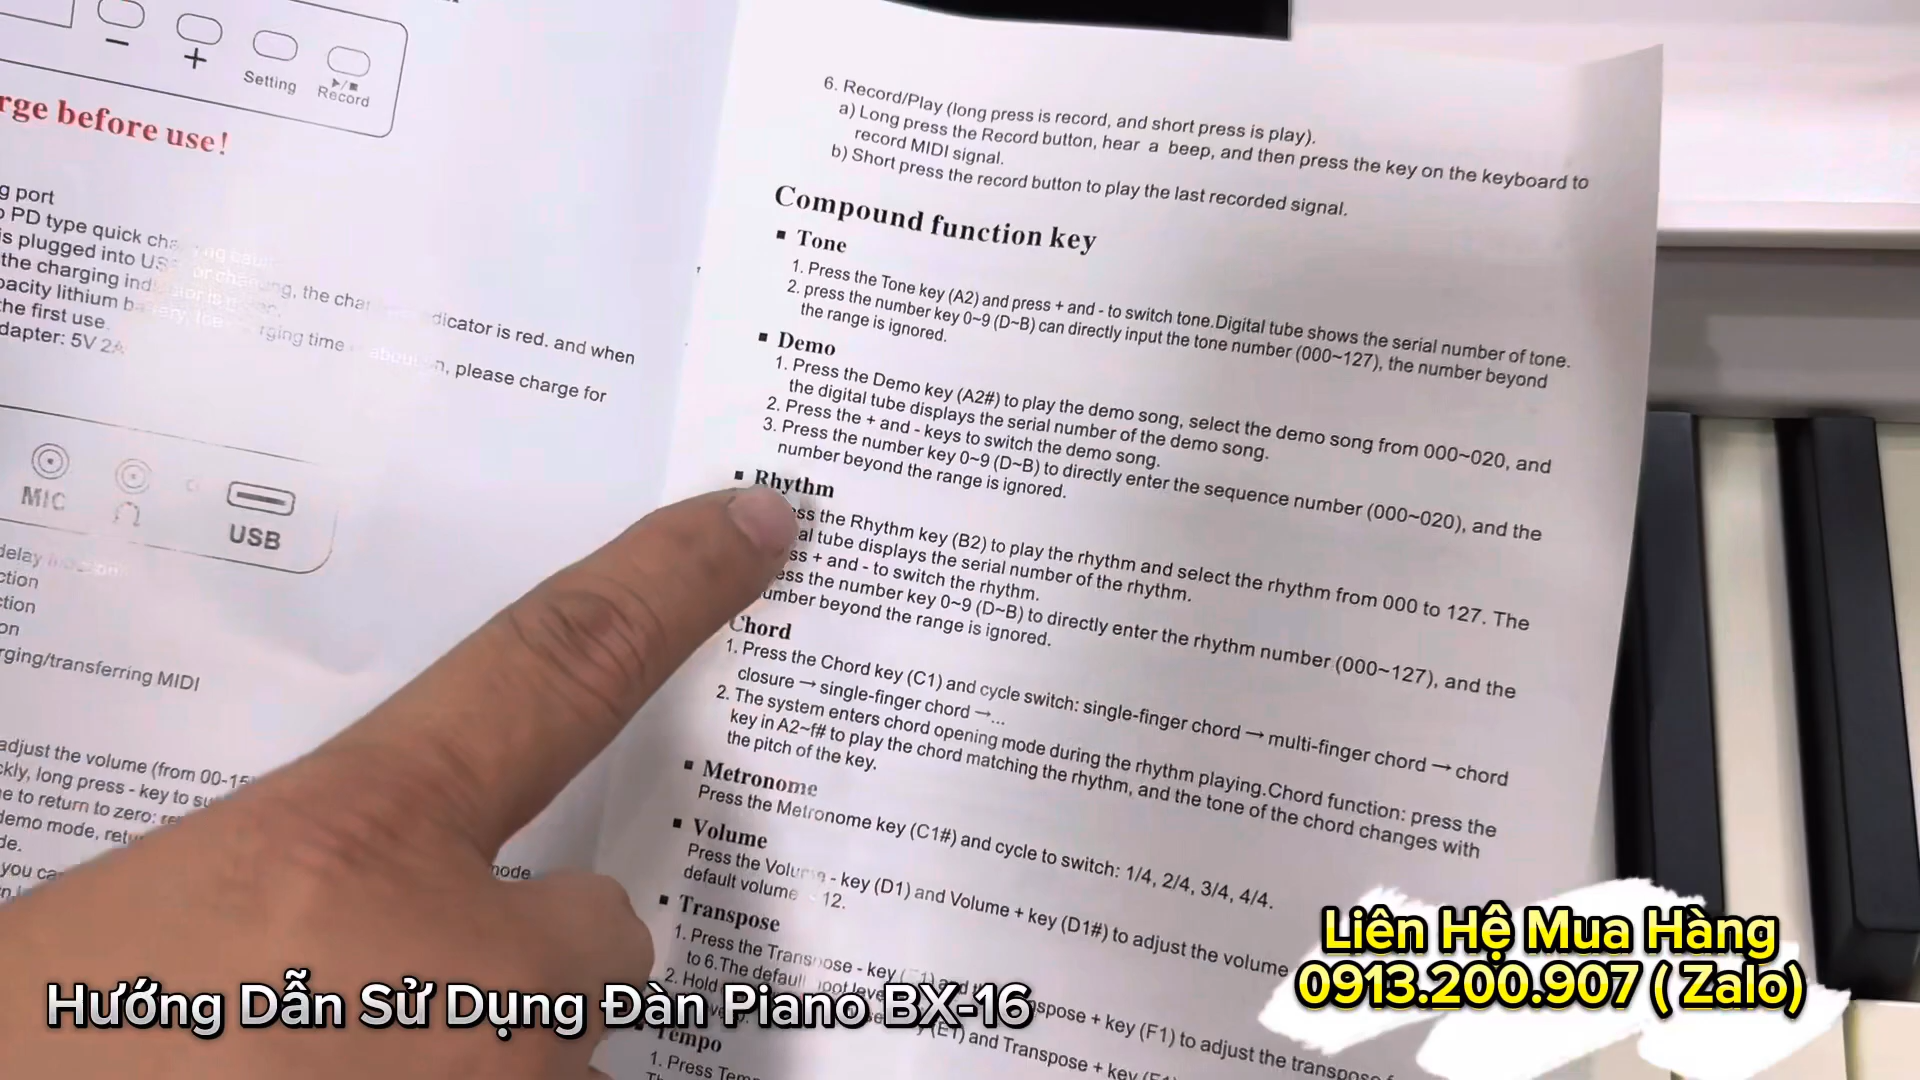 −
+
Setting
Record
rge before use!
g port
PD type quick
is plugged into
the charging
, the indicator is red. and when
pacity lithium
rging time
the first use.
, please charge for
dapter: 5V 2A
MIC
USB
delay
ction
ction
on
rging/transferring MIDI
adjust the volume (from 00-15
ckly, long press - key to
e to return to zero:
demo mode,
de.
you
mode
6. Record/Play (long press is record, and short press is play).
a) Long press the Record button, hear a beep, and then press the key on the keyboard to
record MIDI signal.
b) Short press the record button to play the last recorded signal.
Compound function key
▪ Tone
1. Press the Tone key (A2) and press + and - to switch tone.Digital tube shows the serial number of tone.
2. press the number key 0~9 (D~B) can directly input the tone number (000~127), the number beyond
the range is ignored.
▪ Demo
1. Press the Demo key (A2#) to play the demo song, select the demo song from 000~020, and
the digital tube displays the serial number of the demo song.
2. Press the + and - keys to switch the demo song.
3. Press the number key 0~9 (D~B) to directly enter the sequence number (000~020), and the
number beyond the range is ignored.
▪ Rhythm
ss the Rhythm key (B2) to play the rhythm and select the rhythm from 000 to 127. The
al tube displays the serial number of the rhythm.
ss + and - to switch the rhythm.
ess the number key 0~9 (D~B) to directly enter the rhythm number (000~127), and the
umber beyond the range is ignored.
Chord
1. Press the Chord key (C1) and cycle switch: single-finger chord → multi-finger chord → chord
closure → single-finger chord →...
2. The system enters chord opening mode during the rhythm playing.Chord function: press the
key in A2~f# to play the chord matching the rhythm, and the tone of the chord changes with
the pitch of the key.
▪ Metronome
Press the Metronome key (C1#) and cycle to switch: 1/4, 2/4, 3/4, 4/4.
▪ Volume
Press the Volume - key (D1) and Volume + key (D1#) to adjust the volume
default volume 12.
▪ Transpose
1. Press the Transpose - key
spose + key (F1) to adjust the transpose
to 6.The default
2. Hold
key (E1) and Transpose + key
Tempo
1. Press
Hướng Dẫn Sử Dụng Đàn Piano BX-16
Liên Hệ Mua Hàng
0913.200.907 ( Zalo)